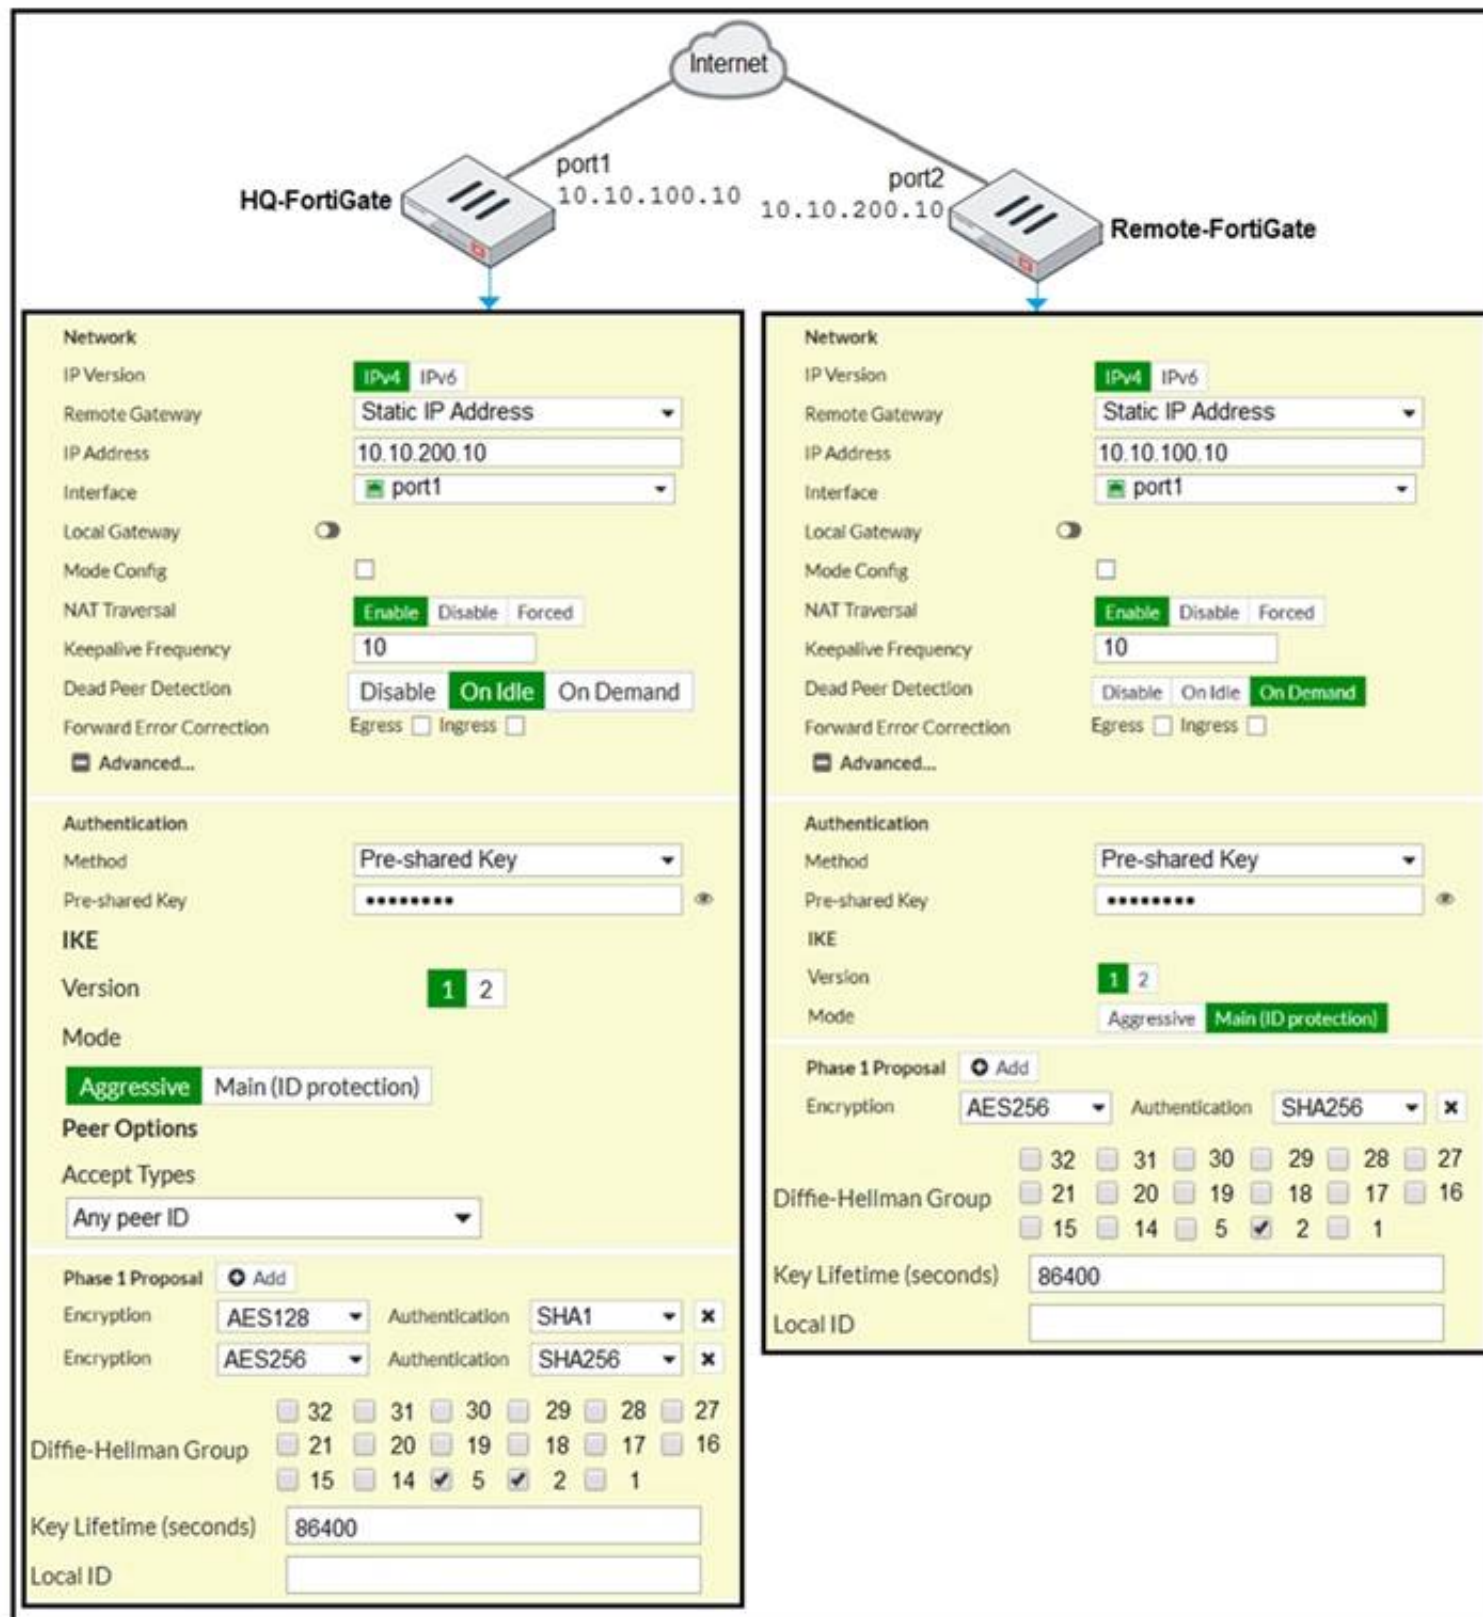 Internet
port1
10.10.100.10
HQ-FortiGate
port2
10.10.200.10
Remote-FortiGate
Network
IP Version IPv4 IPv6
Remote Gateway Static IP Address
IP Address 10.10.200.10
Interface port1
Local Gateway
Mode Config
NAT Traversal Enable Disable Forced
Keepalive Frequency 10
Dead Peer Detection Disable On Idle On Demand
Forward Error Correction Egress Ingress
Advanced...
Authentication
Method Pre-shared Key
Pre-shared Key ••••••••
IKE
Version 1 2
Mode
Aggressive Main (ID protection)
Peer Options
Accept Types
Any peer ID
Phase 1 Proposal Add
Encryption AES128 Authentication SHA1
Encryption AES256 Authentication SHA256
32 31 30 29 28 27
Diffie-Hellman Group 21 20 19 18 17 16
15 14 5 2 1
Key Lifetime (seconds) 86400
Local ID
Network
IP Version IPv4 IPv6
Remote Gateway Static IP Address
IP Address 10.10.100.10
Interface port1
Local Gateway
Mode Config
NAT Traversal Enable Disable Forced
Keepalive Frequency 10
Dead Peer Detection Disable On Idle On Demand
Forward Error Correction Egress Ingress
Advanced...
Authentication
Method Pre-shared Key
Pre-shared Key ••••••••
IKE
Version 1 2
Mode Aggressive Main (ID protection)
Phase 1 Proposal Add
Encryption AES256 Authentication SHA256
32 31 30 29 28 27
Diffie-Hellman Group 21 20 19 18 17 16
15 14 5 2 1
Key Lifetime (seconds) 86400
Local ID